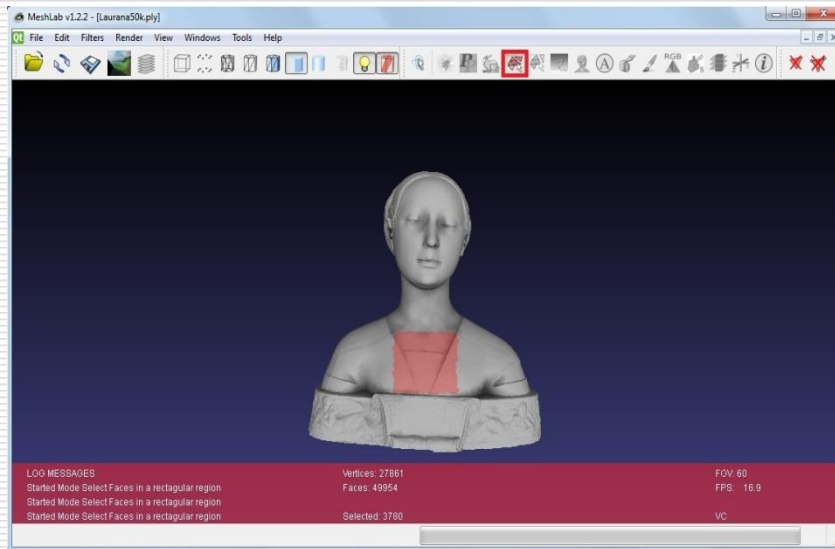 MeshLab v1.2.2 - [Laurana50k.ply]
File Edit Filters Render View Windows Tools Help
P A RGB S i
LOG MESSAGES Vertices: 27861 FOV: 60
Started Mode Select Faces in a rectagular region Faces: 49954 FPS: 16.9
Started Mode Select Faces in a rectagular region
Started Mode Select Faces in a rectagular region Selected: 3780 VC